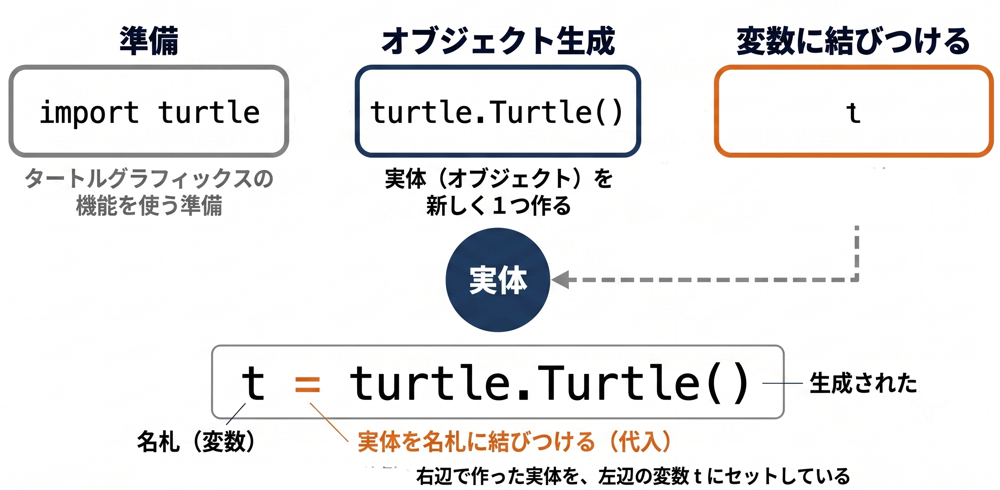 準備
import turtle
タートルグラフィックスの
機能を使う準備
オブジェクト生成
turtle.Turtle()
実体（オブジェクト）を
新しく１つ作る
変数に結びつける
t
実体
t = turtle.Turtle()
生成された
名札（変数）
実体を名札に結びつける（代入）
右辺で作った実体を、左辺の変数 t にセットしている